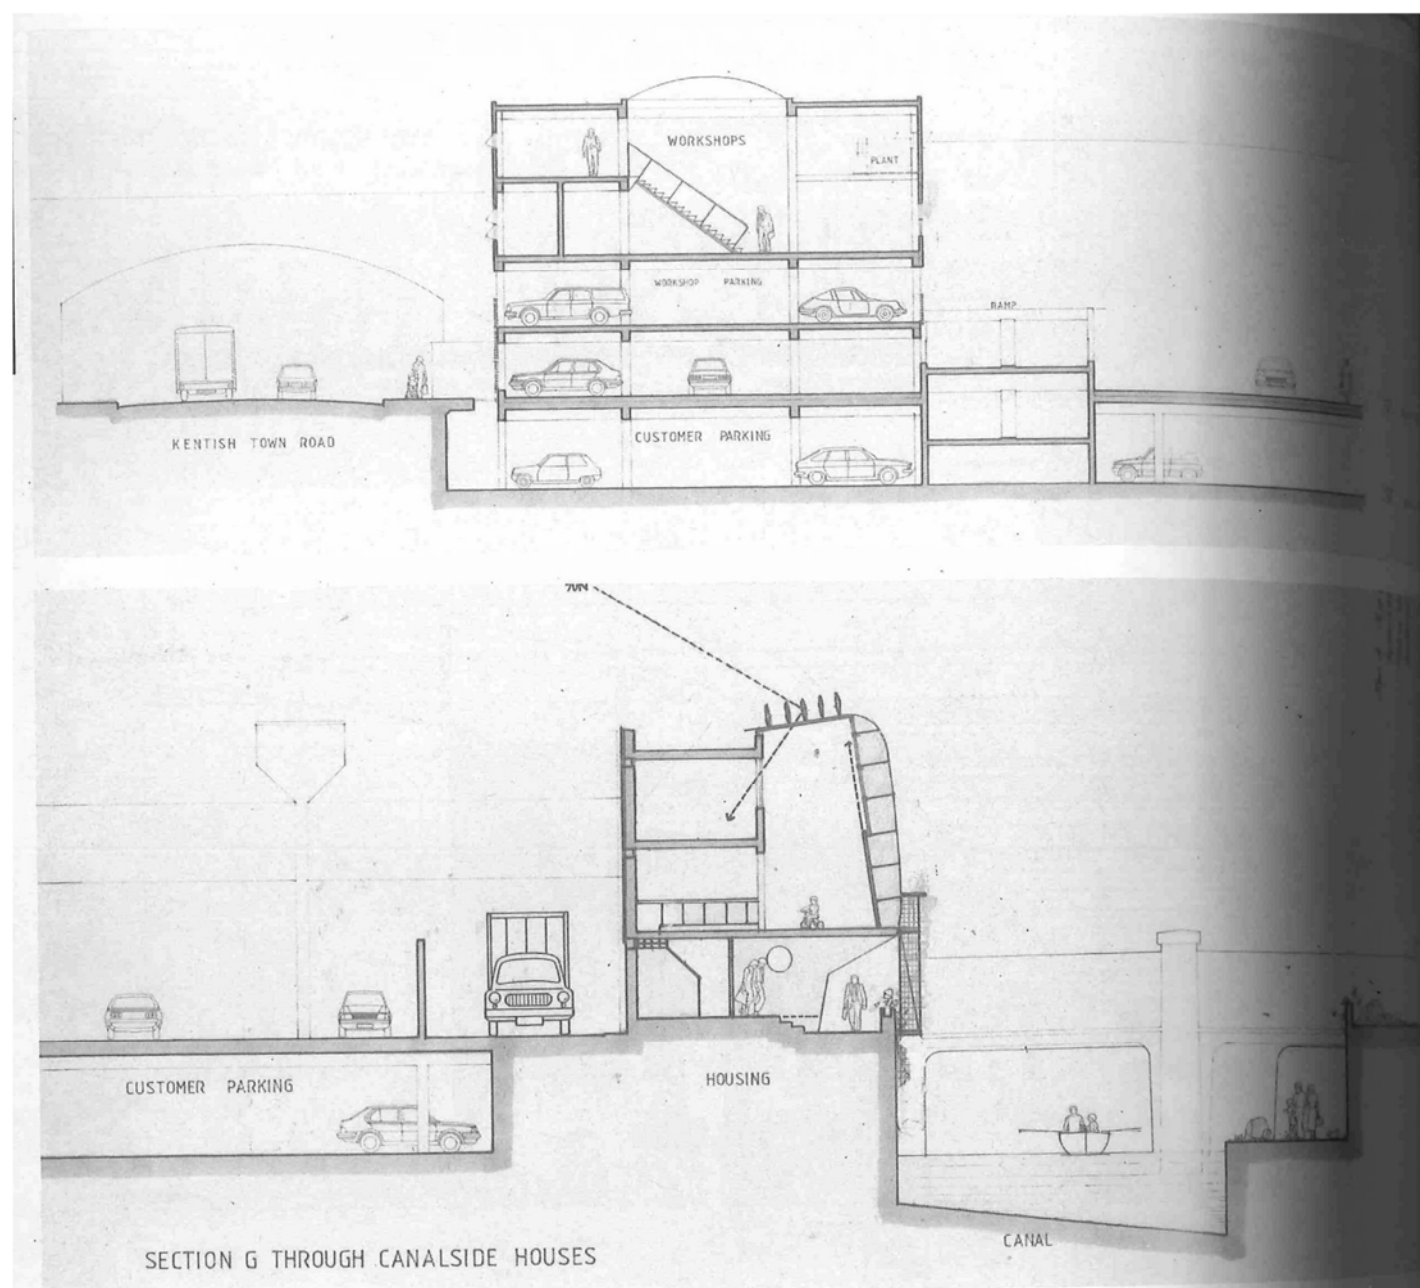 WORKSHOPS
PLANT
WORKSHOP PARKING
RAMP
KENTISH TOWN ROAD
CUSTOMER PARKING
CUSTOMER PARKING
HOUSING
CANAL
SECTION G THROUGH CANALSIDE HOUSES